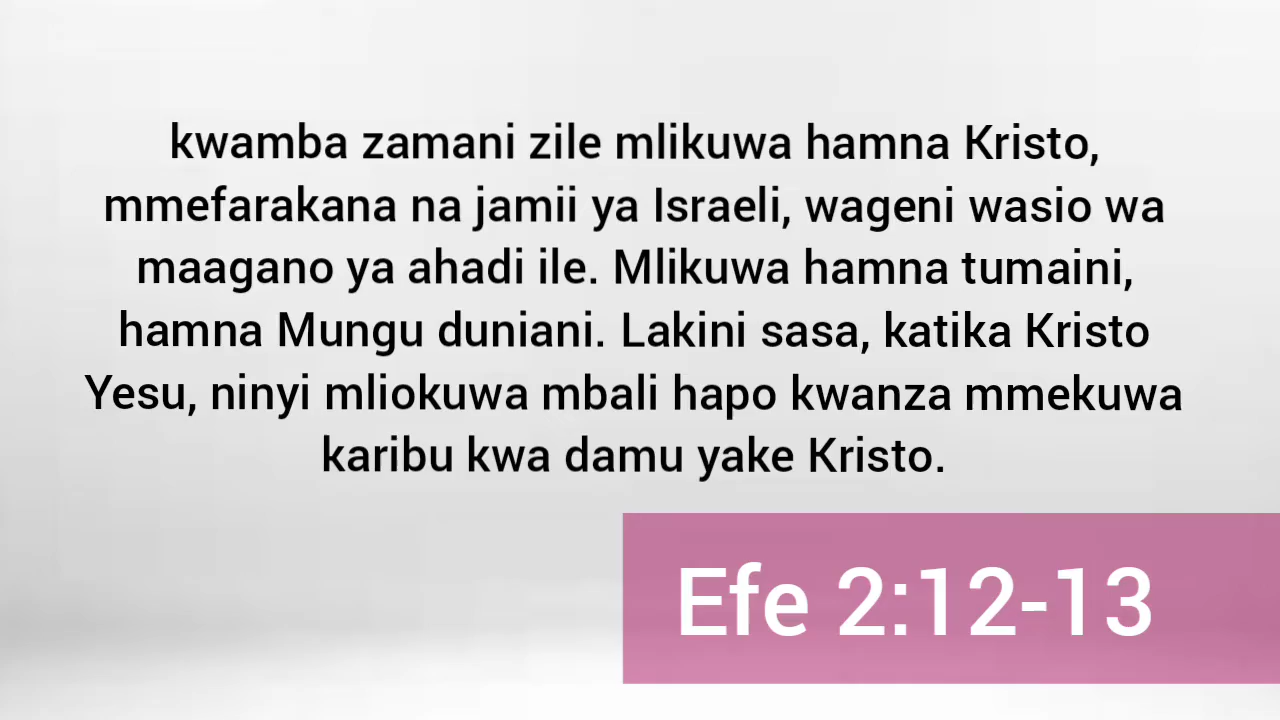 kwamba zamani zile mlikuwa hamna Kristo,
mmefarakana na jamii ya Israeli, wageni wasio wa
maagano ya ahadi ile. Mlikuwa hamna tumaini,
hamna Mungu duniani. Lakini sasa, katika Kristo
Yesu, ninyi mliokuwa mbali hapo kwanza mmekuwa
karibu kwa damu yake Kristo.
Efe 2:12-13